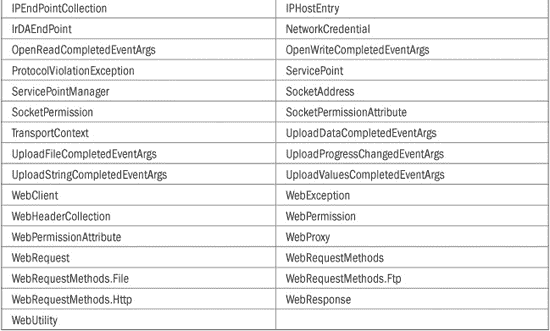 IPEndPointCollection IPHostEntry
IrDAEndPoint NetworkCredential
OpenReadCompletedEventArgs OpenWriteCompletedEventArgs
ProtocolViolationException ServicePoint
ServicePointManager SocketAddress
SocketPermission SocketPermissionAttribute
TransportContext UploadDataCompletedEventArgs
UploadFileCompletedEventArgs UploadProgressChangedEventArgs
UploadStringCompletedEventArgs UploadValuesCompletedEventArgs
WebClient WebException
WebHeaderCollection WebPermission
WebPermissionAttribute WebProxy
WebRequest WebRequestMethods
WebRequestMethods.File WebRequestMethods.Ftp
WebRequestMethods.Http WebResponse
WebUtility